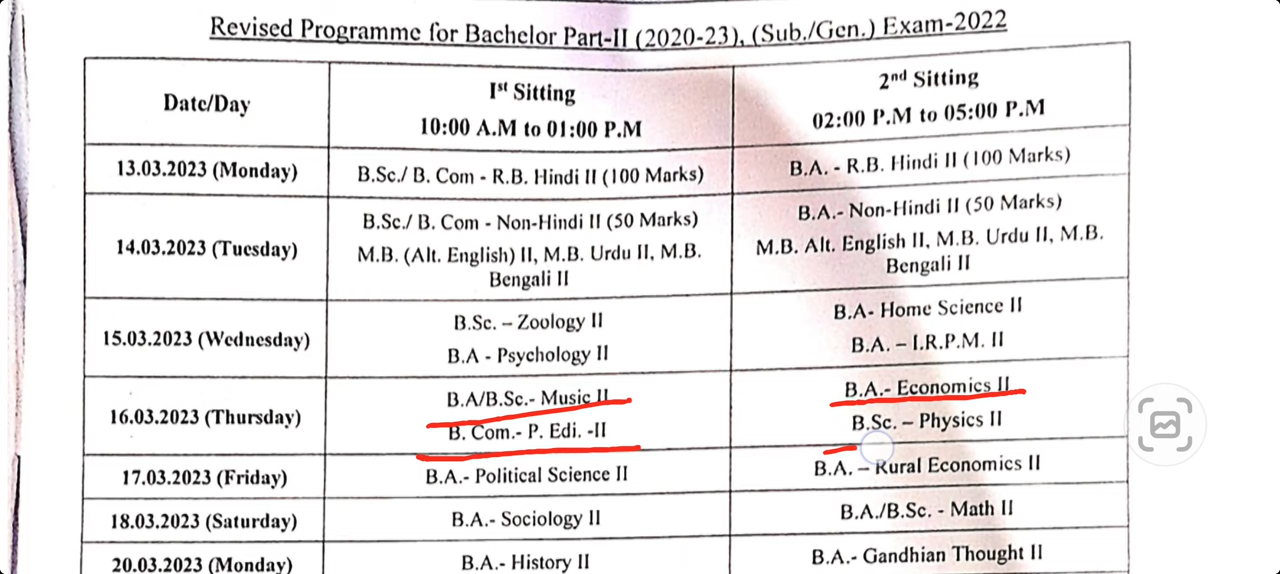 Revised Programme for Bachelor Part-II (2020-23), (Sub./Gen.) Exam-2022
Date/Day
Ist Sitting
10:00 A.M to 01:00 P.M
2nd Sitting
02:00 P.M to 05:00 P.M
13.03.2023 (Monday)
B.Sc./ B. Com - R.B. Hindi II (100 Marks)
B.A. - R.B. Hindi II (100 Marks)
14.03.2023 (Tuesday)
B.Sc./ B. Com - Non-Hindi II (50 Marks)
M.B. (Alt. English) II, M.B. Urdu II, M.B.
Bengali II
B.A.- Non-Hindi II (50 Marks)
M.B. Alt. English II, M.B. Urdu II, M.B.
Bengali II
15.03.2023 (Wednesday)
B.Sc. – Zoology II
B.A - Psychology II
B.A- Home Science II
B.A. – I.R.P.M. II
16.03.2023 (Thursday)
B.A/B.Sc.- Music II
B. Com.- P. Edi. -II
B.A.- Economics II
B.Sc. – Physics II
17.03.2023 (Friday)
B.A.- Political Science II
B.A. – Rural Economics II
18.03.2023 (Saturday)
B.A.- Sociology II
B.A./B.Sc. - Math II
20.03.2023 (Monday)
B.A.- History II
B.A.- Gandhian Thought II